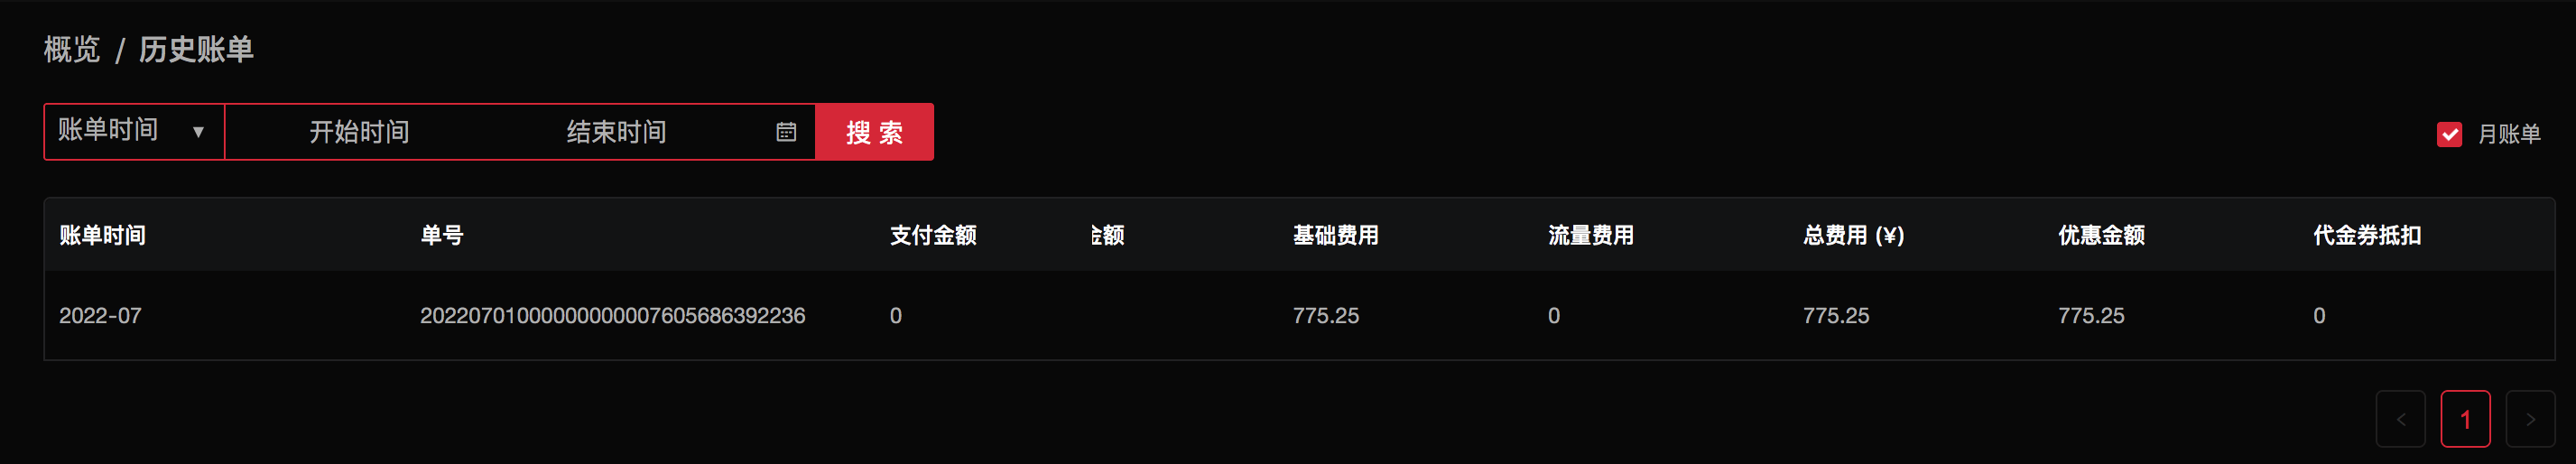 概览 / 历史账单
账单时间 ▼ 开始时间 结束时间 搜 索 月账单
账单时间 单号 支付金额 额 基础费用 流量费用 总费用 (¥) 优惠金额 代金券抵扣
2022-07 2022070100000000007605686392236 0 775.25 0 775.25 775.25 0
< 1 >